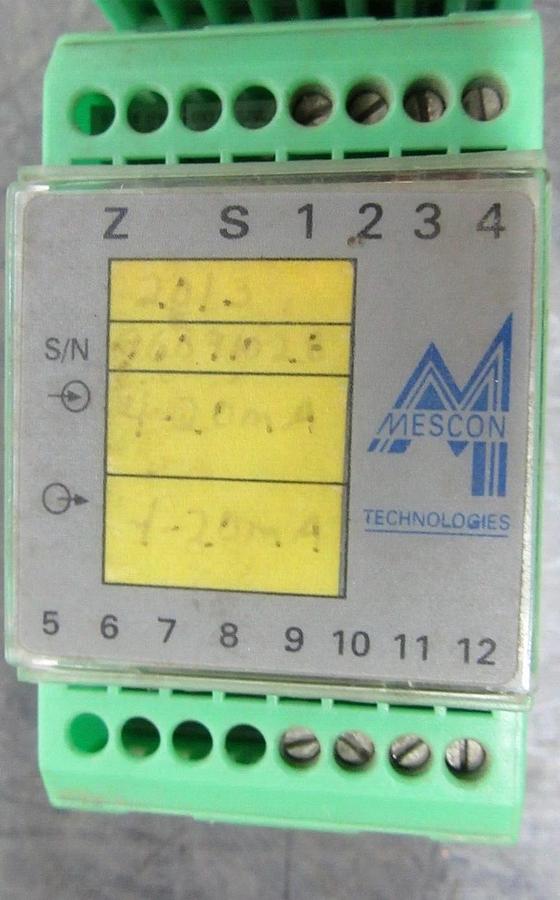 Z S 1 2 3 4
2013
S/N
4-20mA
MESCON
TECHNOLOGIES
4-20mA
5 6 7 8 9 10 11 12